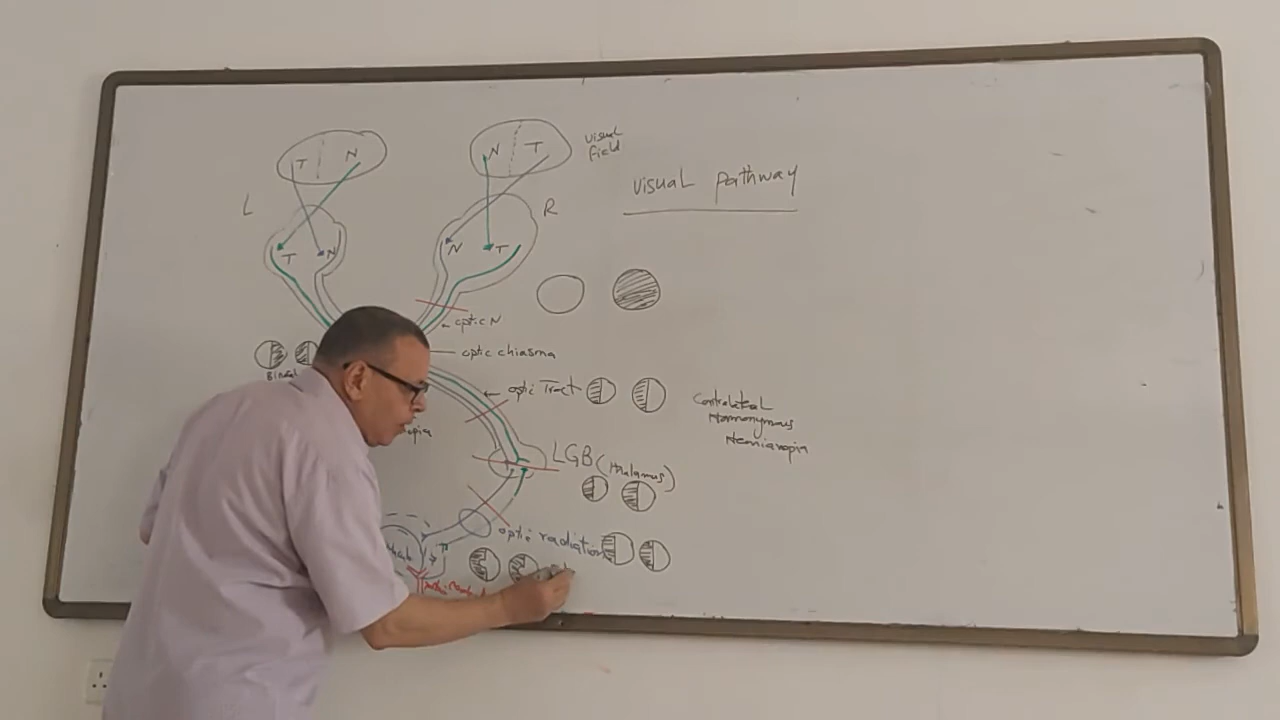 T N
N T
visual
field
visual pathway
L
R
T N
N T
optic N
optic chiasma
optic Tract
Contralateral
Homonymous
Hemianopia
LGB (thalamus)
optic radiation